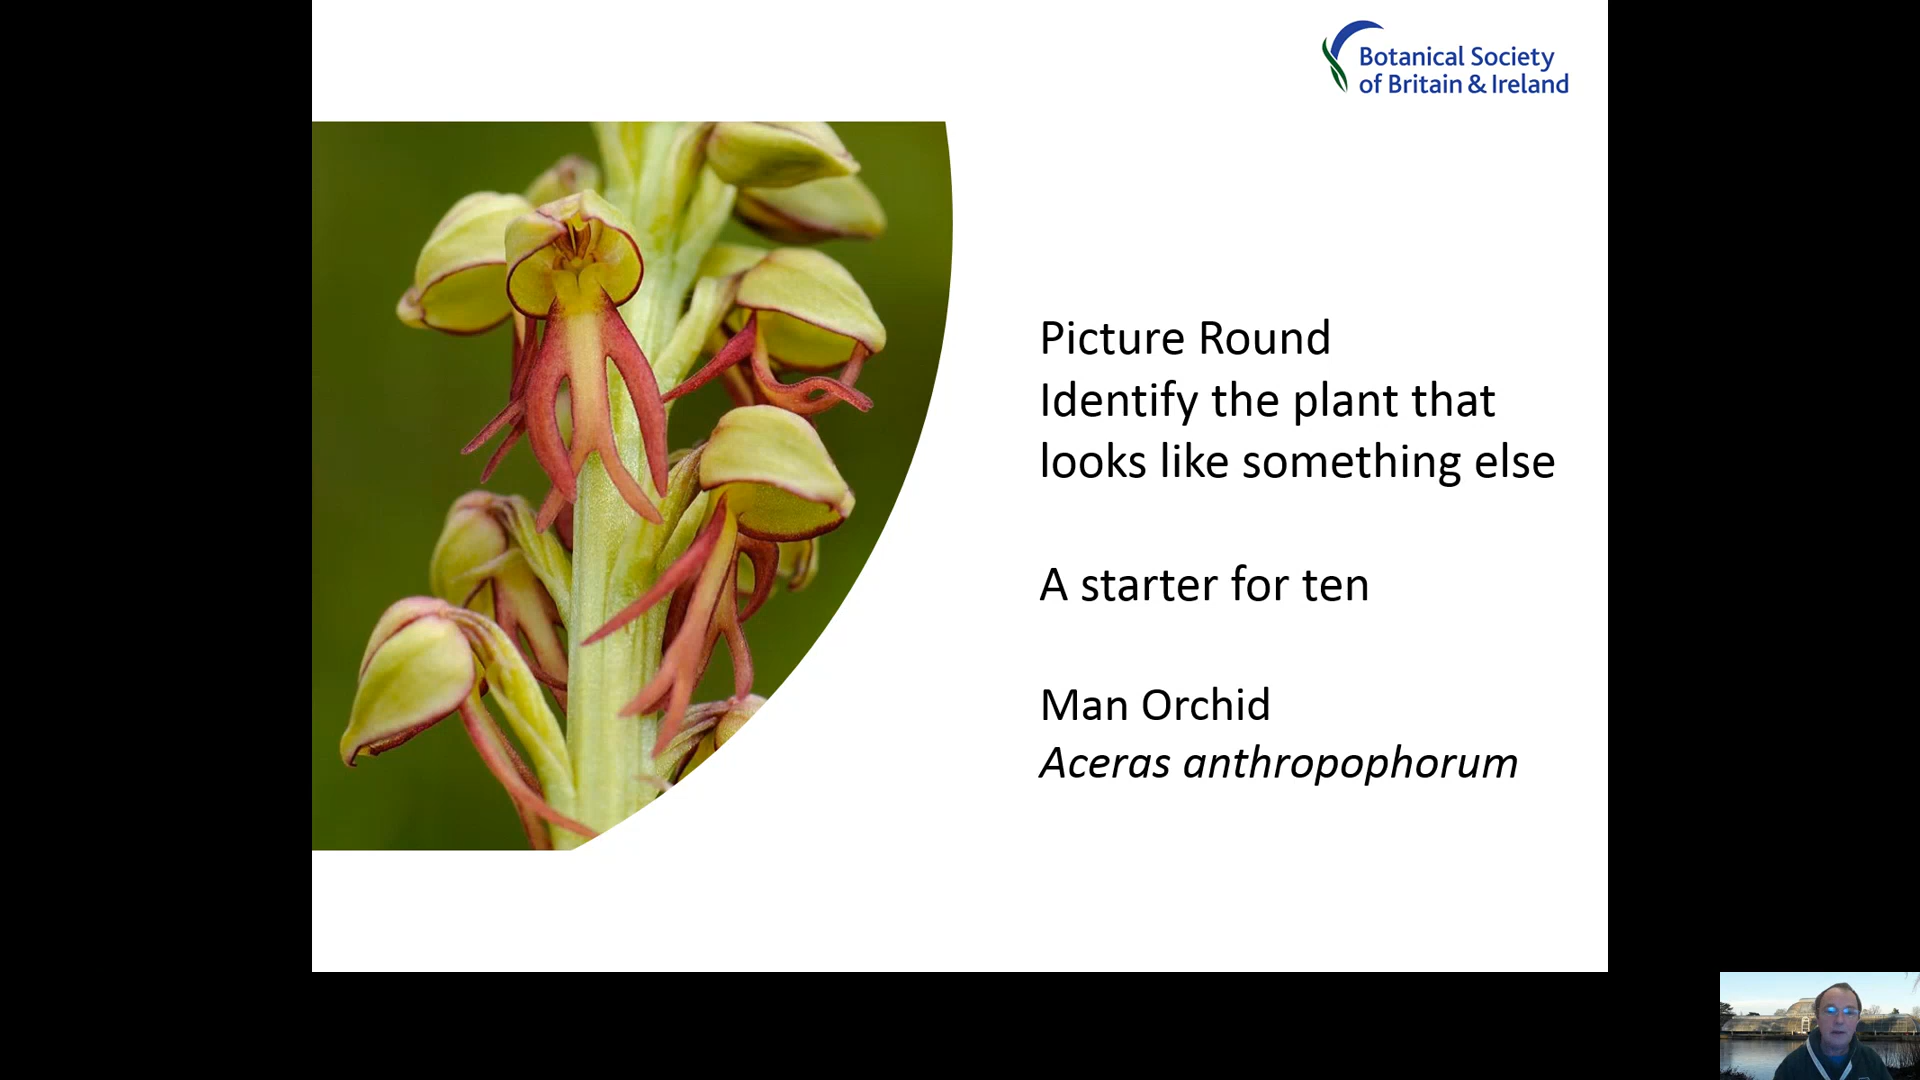 Botanical Society
of Britain & Ireland
Picture Round
Identify the plant that
looks like something else
A starter for ten
Man Orchid
Aceras anthropophorum